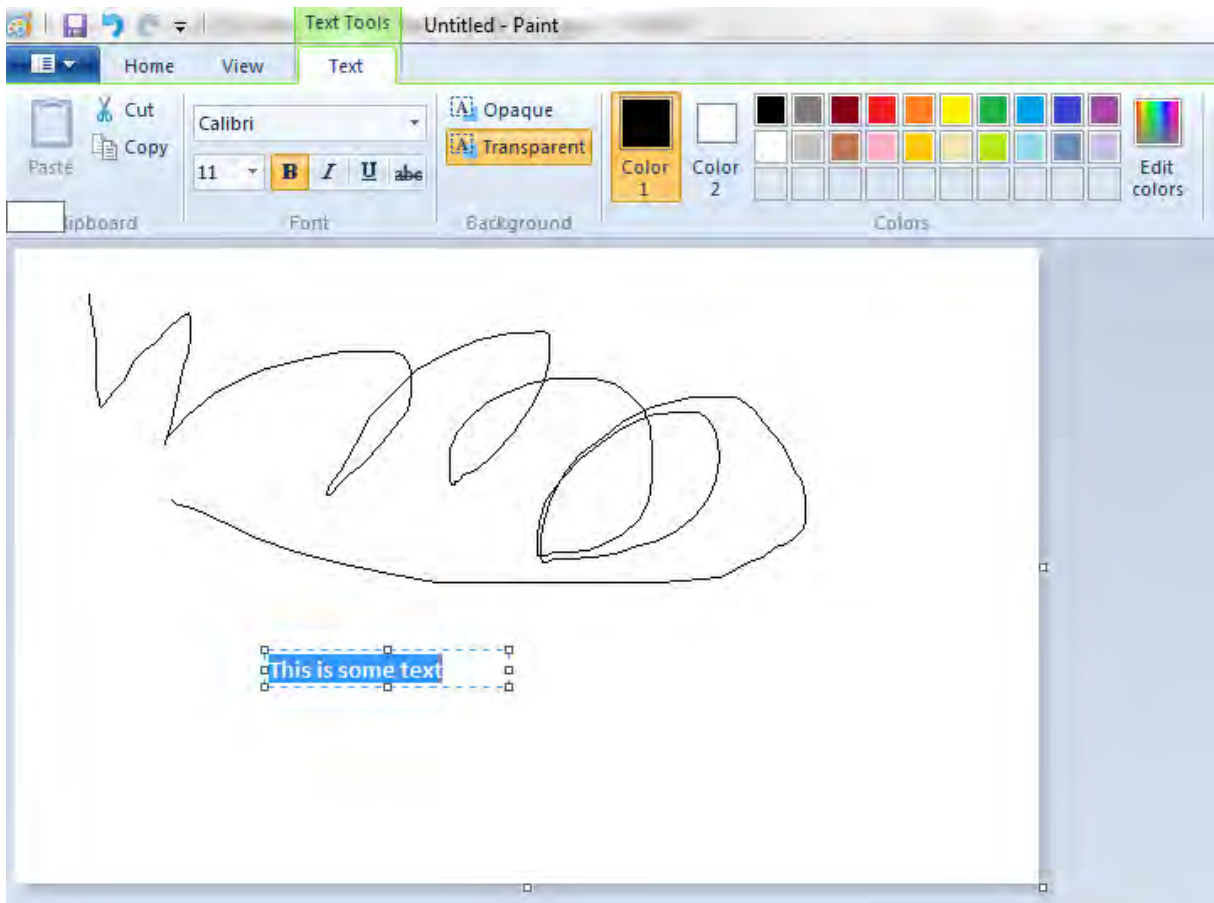 Text Tools Untitled - Paint
Home View Text
Cut
Copy
Paste
Calibri
11 B I U abc
Opaque
Transparent
Color 1
Color 2
Edit colors
ipboard Font Background Colors
This is some text